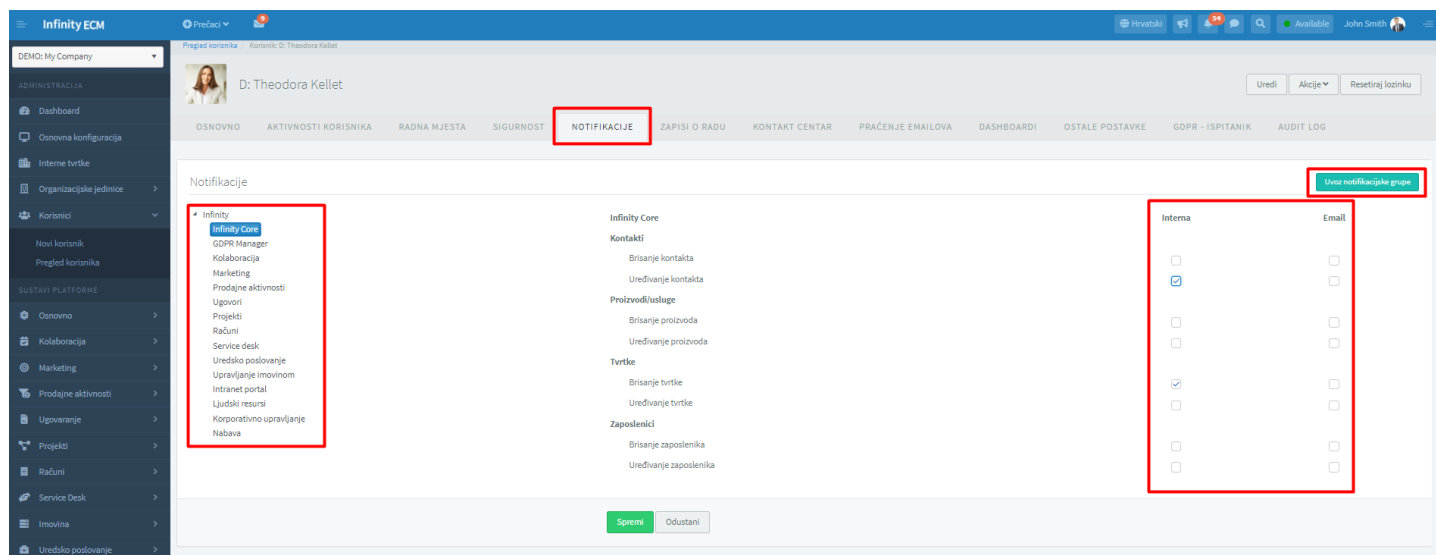 Infinity ECM
Prečaci
9
Hrvatski
54
Available
John Smith
DEMO: My Company
Pregled korisnika / Korisnik: D: Theodora Kellet
D: Theodora Kellet
Uredi
Akcije
Resetiraj lozinku
ADMINISTRACIJA
Dashboard
Osnovna konfiguracija
Interne tvrtke
Organizacijske jedinice
Korisnici
Novi korisnik
Pregled korisnika
SUSTAVI PLATFORME
Osnovno
Kolaboracija
Marketing
Prodajne aktivnosti
Ugovaranje
Projekti
Računi
Service Desk
Imovina
Uredsko poslovanje
OSNOVNO
AKTIVNOSTI KORISNIKA
RADNA MJESTA
SIGURNOST
NOTIFIKACIJE
ZAPISI O RADU
KONTAKT CENTAR
PRAĆENJE EMAILOVA
DASHBOARDI
OSTALE POSTAVKE
GDPR - ISPITANIK
AUDIT LOG
Notifikacije
Uvoz notifikacijske grupe
Infinity
Infinity Core
GDPR Manager
Kolaboracija
Marketing
Prodajne aktivnosti
Ugovori
Projekti
Računi
Service desk
Uredsko poslovanje
Upravljanje imovinom
Intranet portal
Ljudski resursi
Korporativno upravljanje
Nabava
Infinity Core
Interna
Email
Kontakti
Brisanje kontakta
Uređivanje kontakta
Proizvodi/usluge
Brisanje proizvoda
Uređivanje proizvoda
Tvrtke
Brisanje tvrtke
Uređivanje tvrtke
Zaposlenici
Brisanje zaposlenika
Uređivanje zaposlenika
Spremi
Odustani